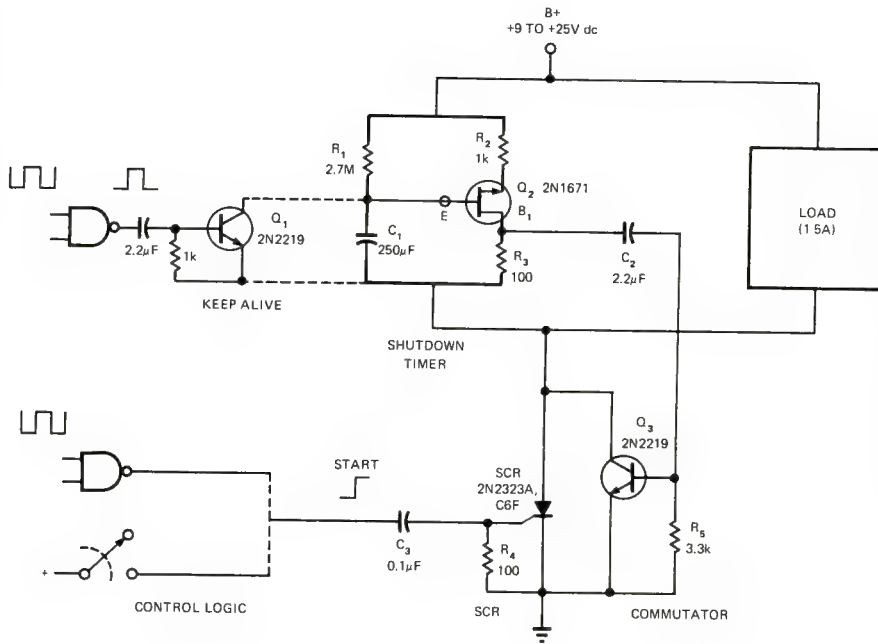 B+
+9 TO +25V dc
R1
2.7M
R2
1k
Q2 2N1671
E
B1
Q1
2N2219
2.2μF
1k
C1
250μF
R3
100
C2
2.2μF
LOAD
(1 5A)
KEEP ALIVE
SHUTDOWN
TIMER
Q3
2N2219
START
SCR
2N2323A,
C6F
C3
0.1μF
R4
100
R5
3.3k
+
CONTROL LOGIC
SCR
COMMUTATOR